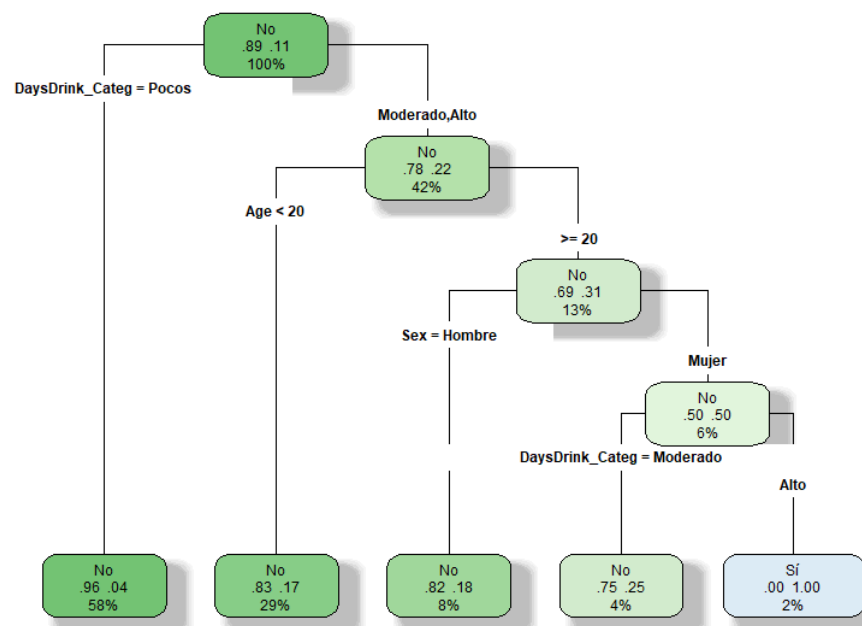 No
.89 .11
100%
DaysDrink_Categ = Pocos
Moderado,Alto
No
.78 .22
42%
Age < 20
>= 20
No
.69 .31
13%
Sex = Hombre
Mujer
No
.50 .50
6%
DaysDrink_Categ = Moderado
Alto
No
.96 .04
58%
No
.83 .17
29%
No
.82 .18
8%
No
.75 .25
4%
Sí
.00 1.00
2%